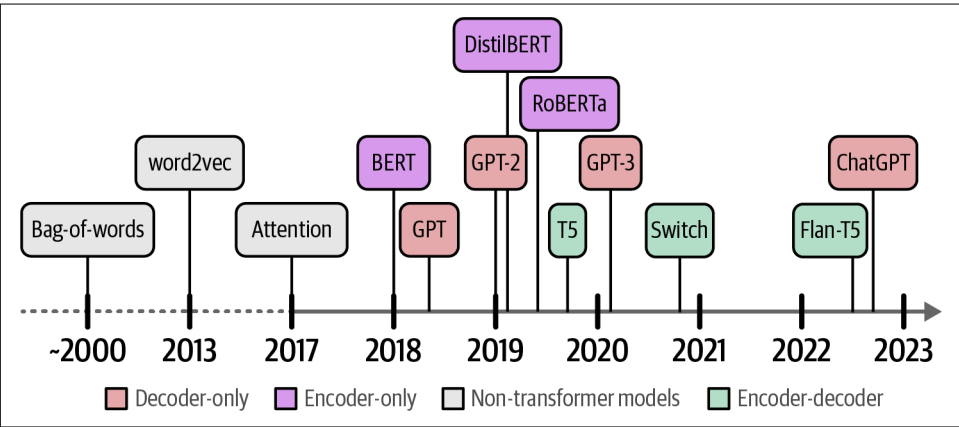 DistilBERT
RoBERTa
word2vec
BERT
GPT-2
GPT-3
ChatGPT
Bag-of-words
Attention
GPT
T5
Switch
Flan-T5
~2000
2013
2017
2018
2019
2020
2021
2022
2023
Decoder-only
Encoder-only
Non-transformer models
Encoder-decoder